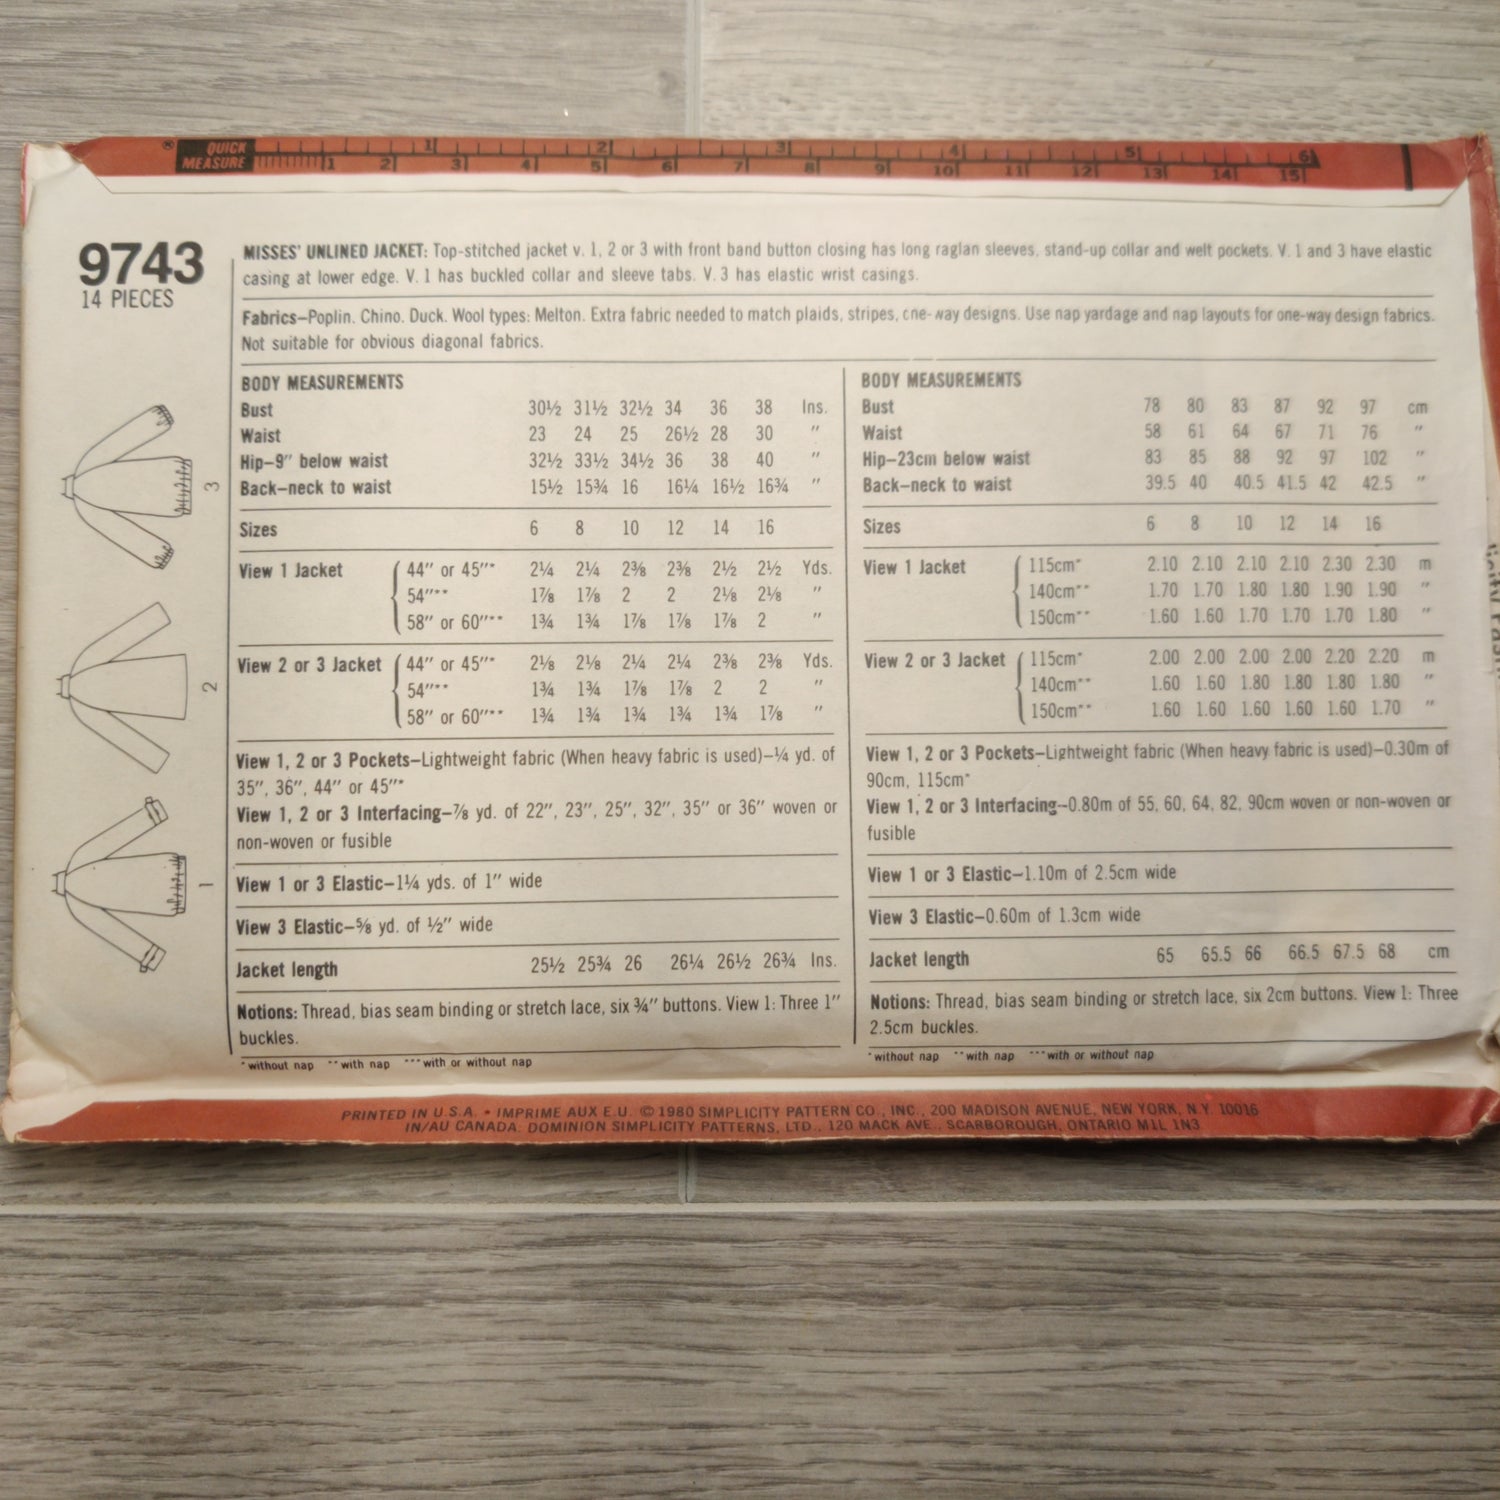 QUICK
MEASURE
1 2 3 4 5 6
1 2 3 4 5 6 7 8 9 10 11 12 13 14 15
9743
14 PIECES
MISSES' UNLINED JACKET: Top-stitched jacket v. 1, 2 or 3 with front band button closing has long raglan sleeves, stand-up collar and welt pockets. V. 1 and 3 have elastic
casing at lower edge. V. 1 has buckled collar and sleeve tabs. V. 3 has elastic wrist casings.
Fabrics—Poplin. Chino. Duck. Wool types: Melton. Extra fabric needed to match plaids, stripes, one-way designs. Use nap yardage and nap layouts for one-way design fabrics.
Not suitable for obvious diagonal fabrics.
3
2
1
BODY MEASUREMENTS
Bust 30½ 31½ 32½ 34 36 38 Ins.
Waist 23 24 25 26½ 28 30 "
Hip—9" below waist 32½ 33½ 34½ 36 38 40 "
Back—neck to waist 15½ 15¾ 16 16¼ 16½ 16¾ "
Sizes 6 8 10 12 14 16
View 1 Jacket 44" or 45"* 2¼ 2¼ 2⅜ 2⅜ 2½ 2½ Yds.
54"** 1⅞ 1⅞ 2 2 2⅛ 2⅛ "
58" or 60"** 1¾ 1¾ 1⅞ 1⅞ 1⅞ 2 "
View 2 or 3 Jacket 44" or 45"* 2⅛ 2⅛ 2¼ 2¼ 2⅜ 2⅜ Yds.
54"** 1¾ 1¾ 1⅞ 1⅞ 2 2 "
58" or 60"** 1¾ 1¾ 1¾ 1¾ 1¾ 1⅞ "
View 1, 2 or 3 Pockets—Lightweight fabric (When heavy fabric is used)—¼ yd. of
35", 36", 44" or 45"*
View 1, 2 or 3 Interfacing—⅞ yd. of 22", 23", 25", 32", 35" or 36" woven or
non-woven or fusible
View 1 or 3 Elastic—1¼ yds. of 1" wide
View 3 Elastic—⅝ yd. of ½" wide
Jacket length 25½ 25¾ 26 26¼ 26½ 26¾ Ins.
Notions: Thread, bias seam binding or stretch lace, six ¾" buttons. View 1: Three 1"
buckles.
*without nap **with nap ***with or without nap
BODY MEASUREMENTS
Bust 78 80 83 87 92 97 cm
Waist 58 61 64 67 71 76 "
Hip—23cm below waist 83 85 88 92 97 102 "
Back—neck to waist 39.5 40 40.5 41.5 42 42.5 "
Sizes 6 8 10 12 14 16
View 1 Jacket 115cm* 2.10 2.10 2.10 2.10 2.30 2.30 m
140cm** 1.70 1.70 1.80 1.80 1.90 1.90 "
150cm** 1.60 1.60 1.70 1.70 1.70 1.80 "
View 2 or 3 Jacket 115cm* 2.00 2.00 2.00 2.00 2.20 2.20 m
140cm** 1.60 1.60 1.80 1.80 1.80 1.80 "
150cm** 1.60 1.60 1.60 1.60 1.60 1.70 "
View 1, 2 or 3 Pockets—Lightweight fabric (When heavy fabric is used)—0.30m of
90cm, 115cm*
View 1, 2 or 3 Interfacing—0.80m of 55, 60, 64, 82, 90cm woven or non-woven or
fusible
View 1 or 3 Elastic—1.10m of 2.5cm wide
View 3 Elastic—0.60m of 1.3cm wide
Jacket length 65 65.5 66 66.5 67.5 68 cm
Notions: Thread, bias seam binding or stretch lace, six 2cm buttons. View 1: Three
2.5cm buckles.
*without nap **with nap ***with or without nap
PRINTED IN U.S.A. • IMPRIME AUX E.U. © 1980 SIMPLICITY PATTERN CO., INC., 200 MADISON AVENUE, NEW YORK, N.Y. 10016
IN/AU CANADA: DOMINION SIMPLICITY PATTERNS, LTD., 120 MACK AVE., SCARBOROUGH, ONTARIO M1L 1N3